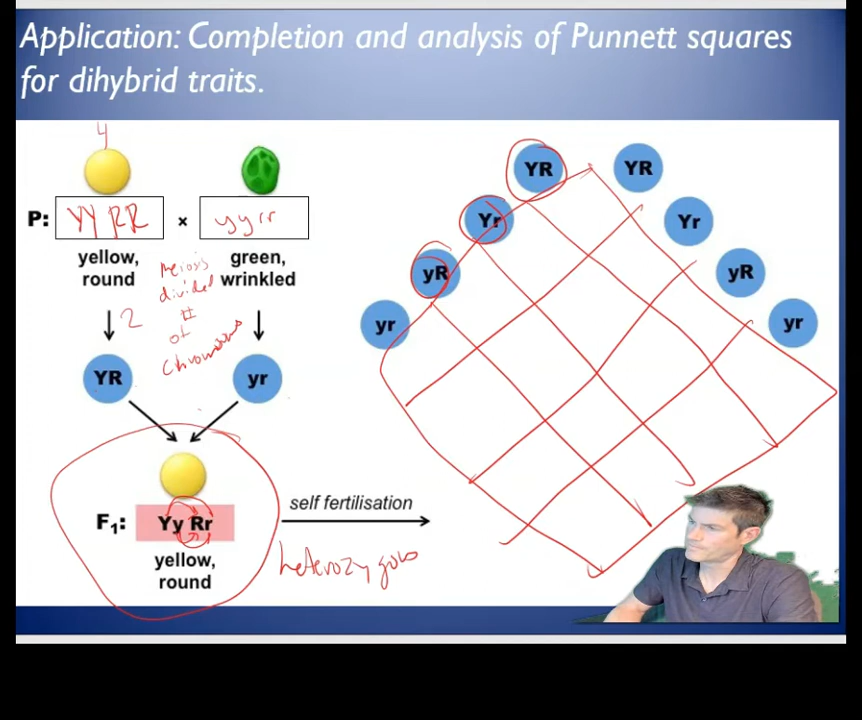 Application: Completion and analysis of Punnett squares
for dihybrid traits.
4
P: YY RR × yyrr
yellow, round
green, wrinkled
meiosis
divided
#
of
chromosomes
2
YR
yr
F1: Yy Rr
yellow,
round
self fertilisation
heterozygous
YR
Yr
yR
yr
YR
Yr
yR
yr